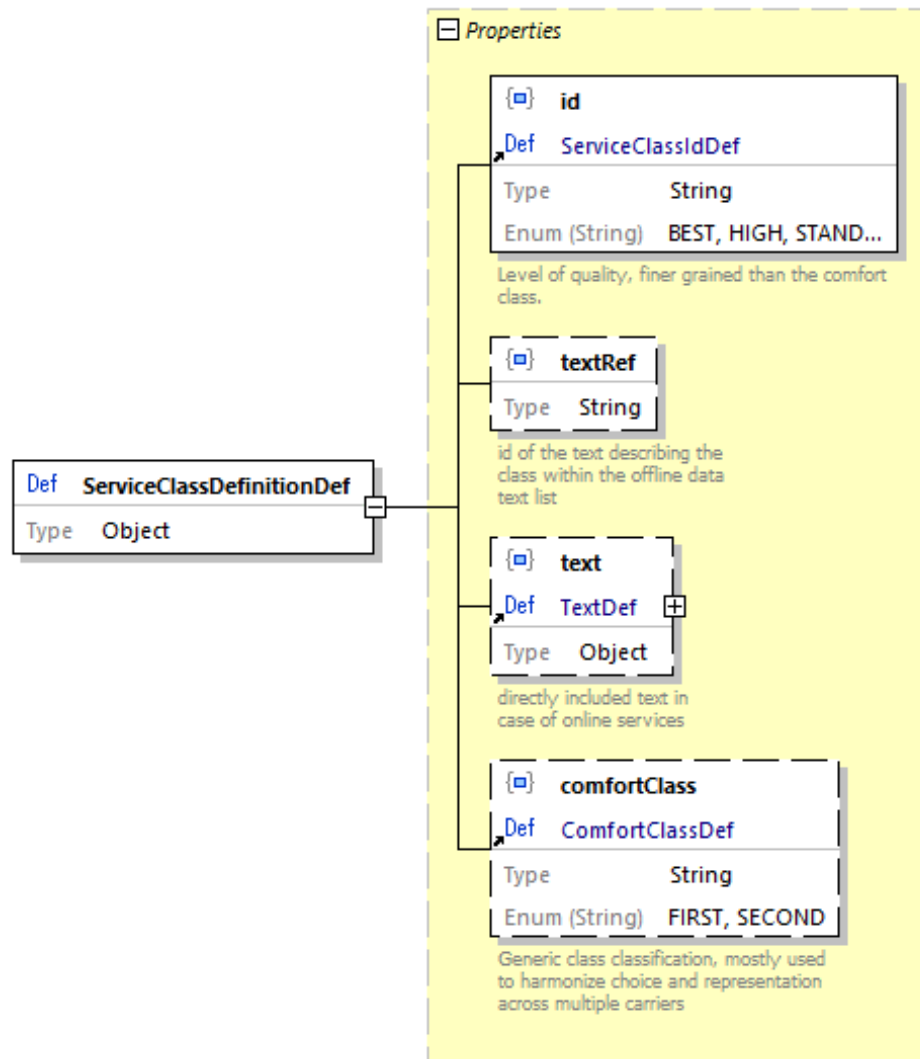 Properties
id
Def ServiceClassIdDef
Type String
Enum (String) BEST, HIGH, STAND...
Level of quality, finer grained than the comfort
class.
textRef
Type String
id of the text describing the
class within the offline data
text list
Def ServiceClassDefinitionDef
Type Object
text
Def TextDef
Type Object
directly included text in
case of online services
comfortClass
Def ComfortClassDef
Type String
Enum (String) FIRST, SECOND
Generic class classification, mostly used
to harmonize choice and representation
across multiple carriers